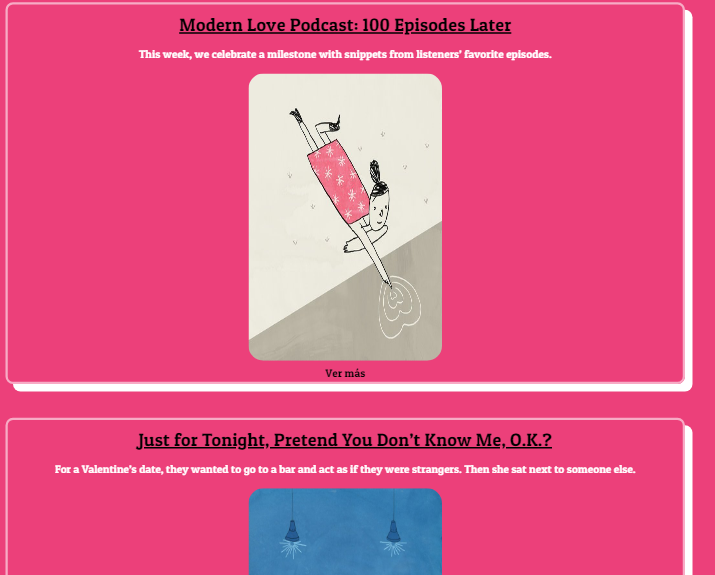 Modern Love Podcast: 100 Episodes Later
This week, we celebrate a milestone with snippets from listeners’ favorite episodes.
Ver más
Just for Tonight, Pretend You Don’t Know Me, O.K.?
For a Valentine’s date, they wanted to go to a bar and act as if they were strangers. Then she sat next to someone else.